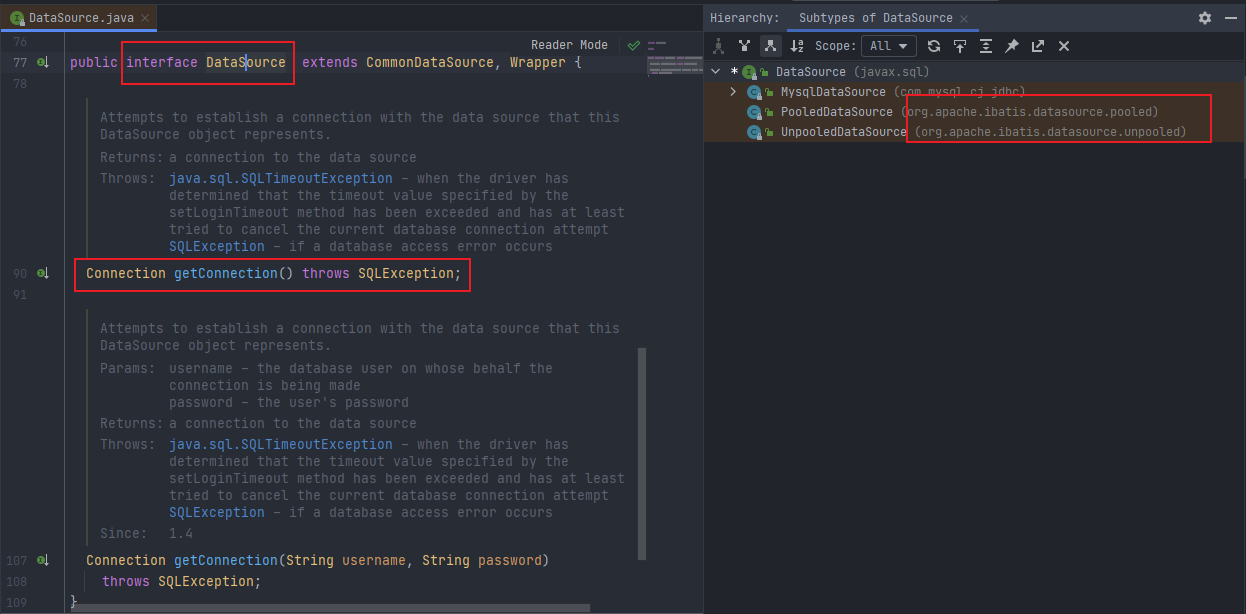 DataSource.java
Hierarchy: Subtypes of DataSource
Reader Mode
Scope: All
76
77 public interface DataSource extends CommonDataSource, Wrapper {
78
Attempts to establish a connection with the data source that this
DataSource object represents.
Returns: a connection to the data source
Throws: java.sql.SQLTimeoutException – when the driver has
determined that the timeout value specified by the
setLoginTimeout method has been exceeded and has at least
tried to cancel the current database connection attempt
SQLException – if a database access error occurs
90 Connection getConnection() throws SQLException;
91
Attempts to establish a connection with the data source that this
DataSource object represents.
Params: username – the database user on whose behalf the
connection is being made
password – the user's password
Returns: a connection to the data source
Throws: java.sql.SQLTimeoutException – when the driver has
determined that the timeout value specified by the
setLoginTimeout method has been exceeded and has at least
tried to cancel the current database connection attempt
SQLException – if a database access error occurs
Since: 1.4
107 Connection getConnection(String username, String password)
108 throws SQLException;
109 }
* DataSource (javax.sql)
MysqlDataSource (com.mysql.cj.jdbc)
PooledDataSource (org.apache.ibatis.datasource.pooled)
UnpooledDataSource (org.apache.ibatis.datasource.unpooled)